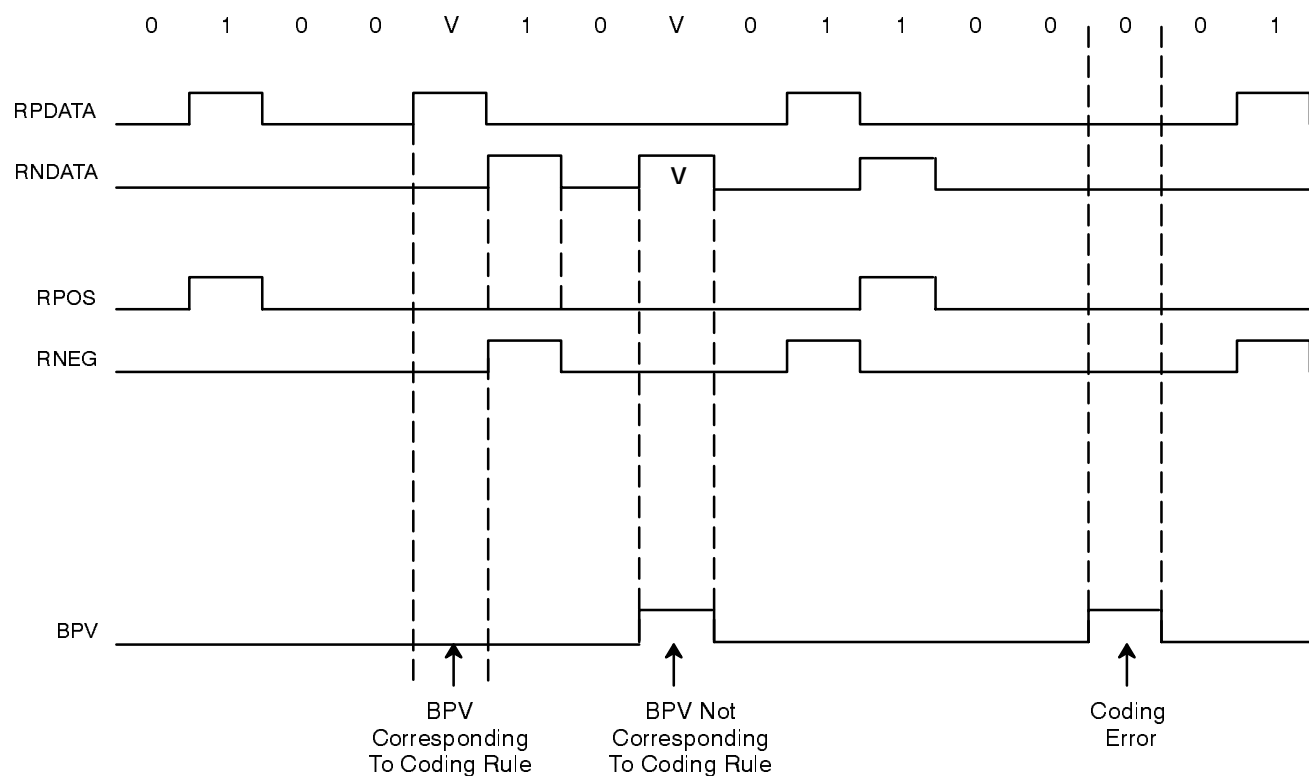 0 1 0 0 V 1 0 V 0 1 1 0 0 0 0 1
RPDATA
RNDATA
V
RPOS
RNEG
BPV
BPV
Corresponding
To Coding Rule
BPV Not
Corresponding
To Coding Rule
Coding
Error